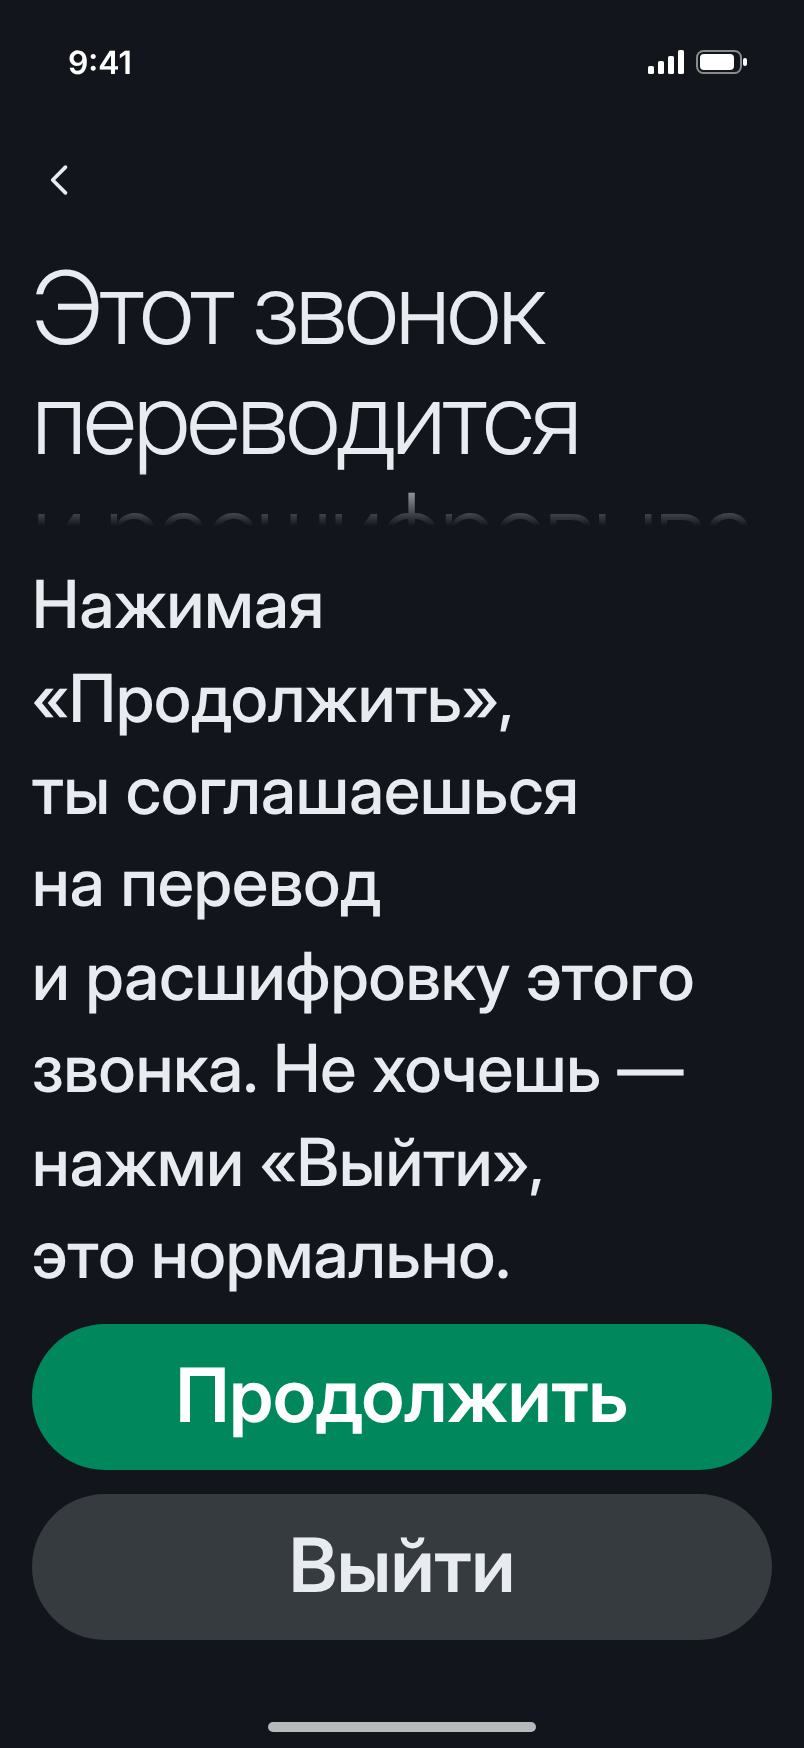 9:41
Этот звонок
переводится
Нажимая
«Продолжить»,
ты соглашаешься
на перевод
и расшифровку этого
звонка. Не хочешь —
нажми «Выйти»,
это нормально.
Продолжить
Выйти